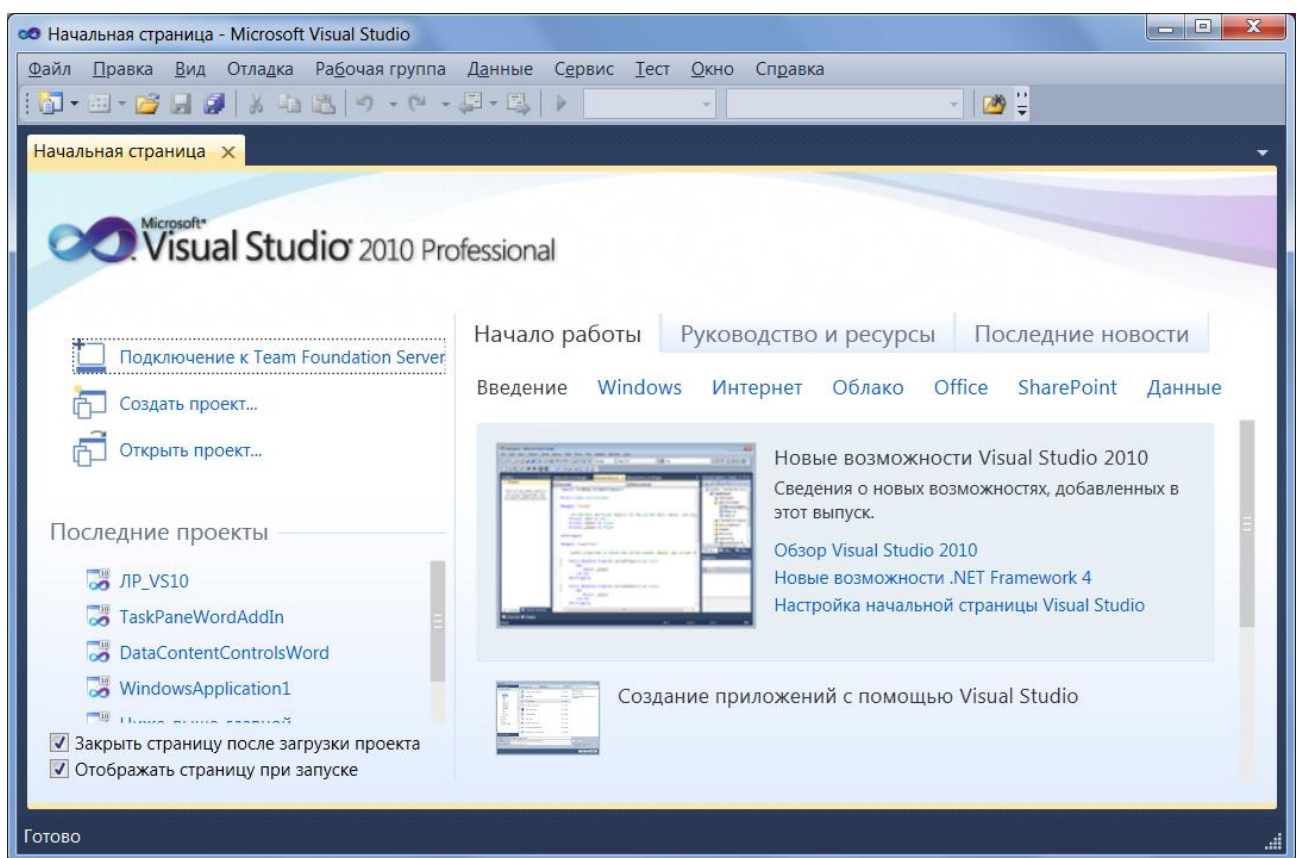 Начальная страница - Microsoft Visual Studio
Файл Правка Вид Отладка Рабочая группа Данные Сервис Тест Окно Справка
Начальная страница
Microsoft
Visual Studio 2010 Professional
Подключение к Team Foundation Server
Создать проект...
Открыть проект...
Последние проекты
ЛР_VS10
TaskPaneWordAddIn
DataContentControlsWord
WindowsApplication1
Закрыть страницу после загрузки проекта
Отображать страницу при запуске
Начало работы Руководство и ресурсы Последние новости
Введение Windows Интернет Облако Office SharePoint Данные
Новые возможности Visual Studio 2010
Сведения о новых возможностях, добавленных в
этот выпуск.
Обзор Visual Studio 2010
Новые возможности .NET Framework 4
Настройка начальной страницы Visual Studio
Создание приложений с помощью Visual Studio
Готово